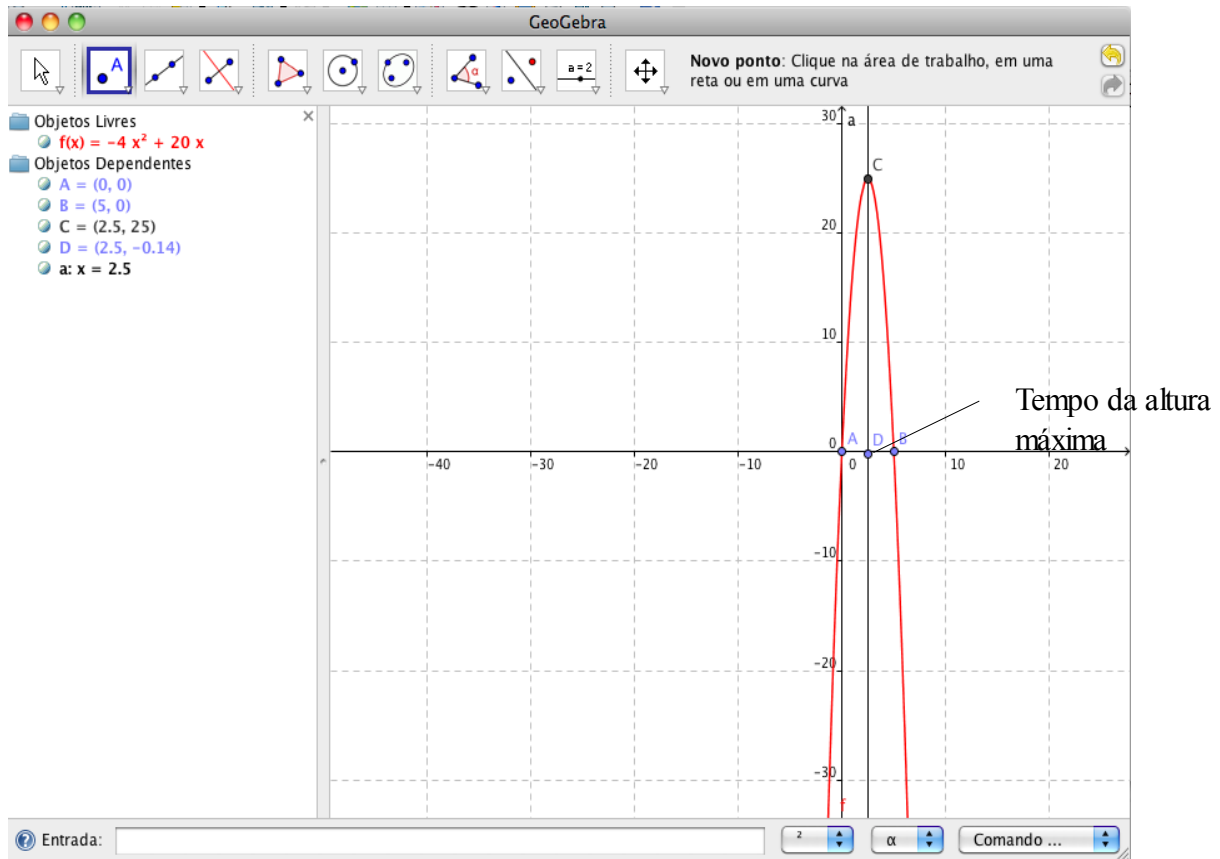 GeoGebra
A
α
a=2
Novo ponto: Clique na área de trabalho, em uma
reta ou em uma curva
Objetos Livres
f(x) = −4 x² + 20 x
Objetos Dependentes
A = (0, 0)
B = (5, 0)
C = (2.5, 25)
D = (2.5, −0.14)
a: x = 2.5
30
a
C
20
10
Tempo da altura
máxima
0
A
D
B
−40
−30
−20
−10
0
10
20
−10
−20
−30
f
Entrada:
²
α
Comando ...